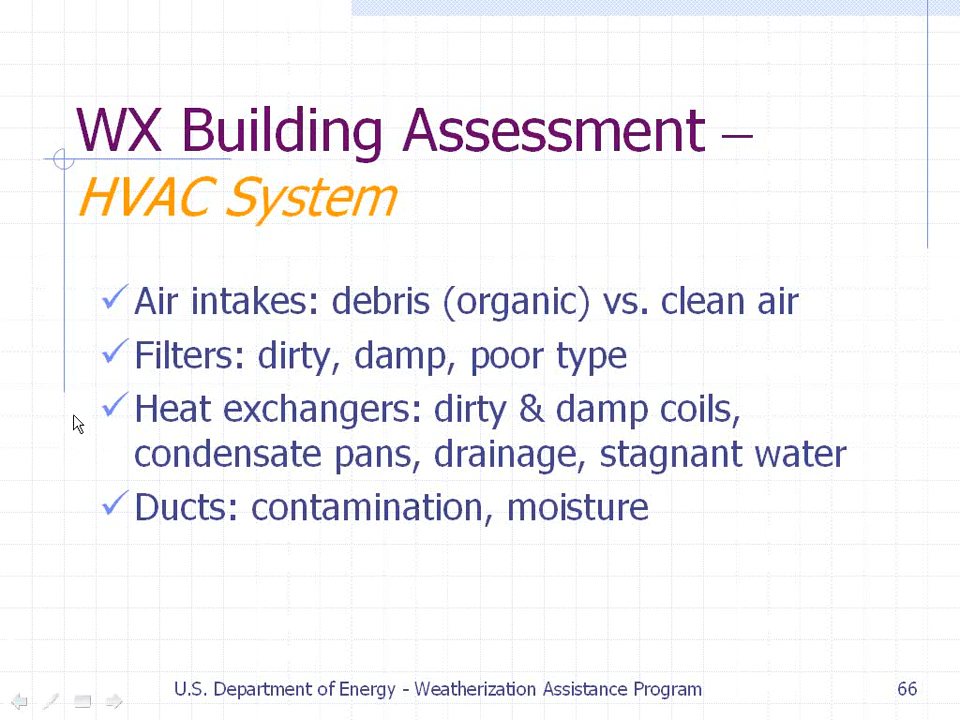 WX Building Assessment –
HVAC System
Air intakes: debris (organic) vs. clean air
Filters: dirty, damp, poor type
Heat exchangers: dirty & damp coils,
condensate pans, drainage, stagnant water
Ducts: contamination, moisture
U.S. Department of Energy - Weatherization Assistance Program 66